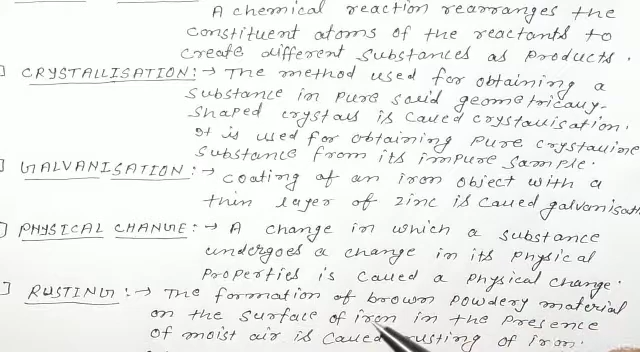 A chemical reaction rearranges the
constituent atoms of the reactants to
create different substances as products.
] CRYSTALLISATION:→ The method used for obtaining a
substance in pure solid geometrically-
shaped crystals is called crystallisation.
It is used for obtaining pure crystalline
substance from its impure sample.
] GALVANISATION:→
coating of an iron object with a
thin layer of zinc is called galvanisati
] PHYSICAL CHANGE:→ A change in which a substance
undergoes a change in its physical
properties is called a physical change.
] RUSTING:→ The formation of brown powdery material
on the surface of iron in the presence
of moist air is called rusting of iron.